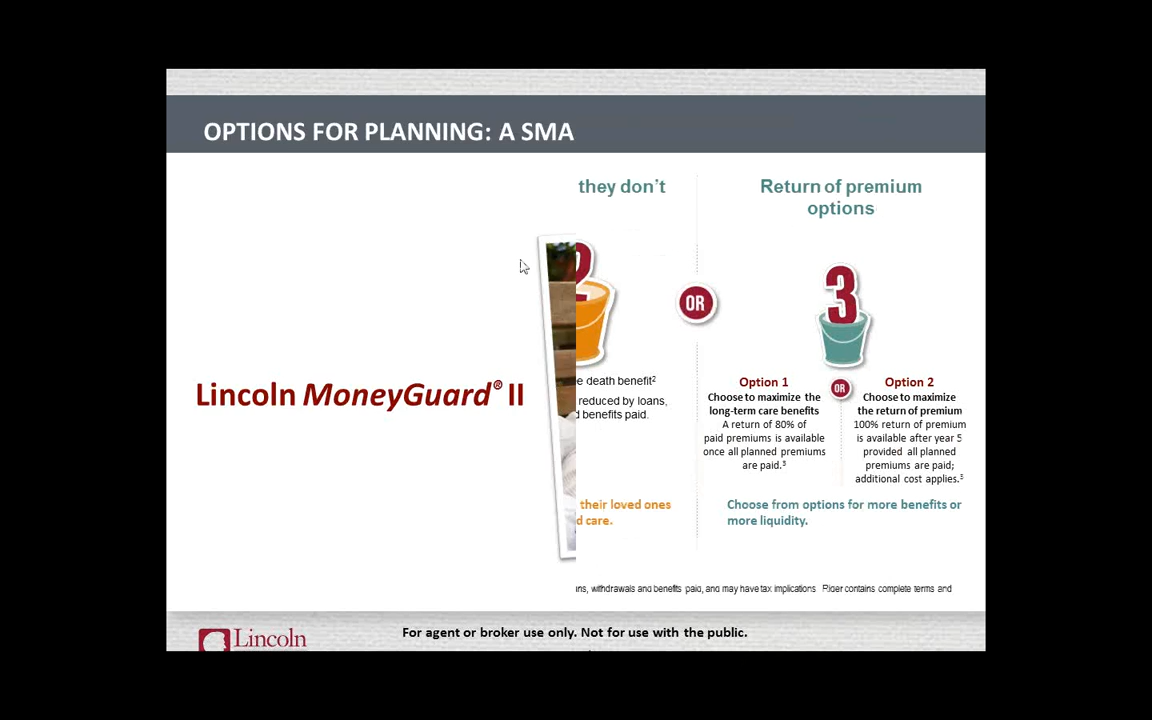 OPTIONS FOR PLANNING: A SMA
they don't
Return of premium
options
2
OR
3
Lincoln MoneyGuard® II
e death benefit²
reduced by loans,
d benefits paid.
Option 1
Choose to maximize the
long-term care benefits
A return of 80% of
paid premiums is available
once all planned premiums
are paid.³
OR
Option 2
Choose to maximize
the return of premium
100% return of premium
is available after year 5
provided all planned
premiums are paid;
additional cost applies.³
their loved ones
d care.
Choose from options for more benefits or
more liquidity.
ns, withdrawals and benefits paid, and may have tax implications Rider contains complete terms and
Lincoln
For agent or broker use only. Not for use with the public.